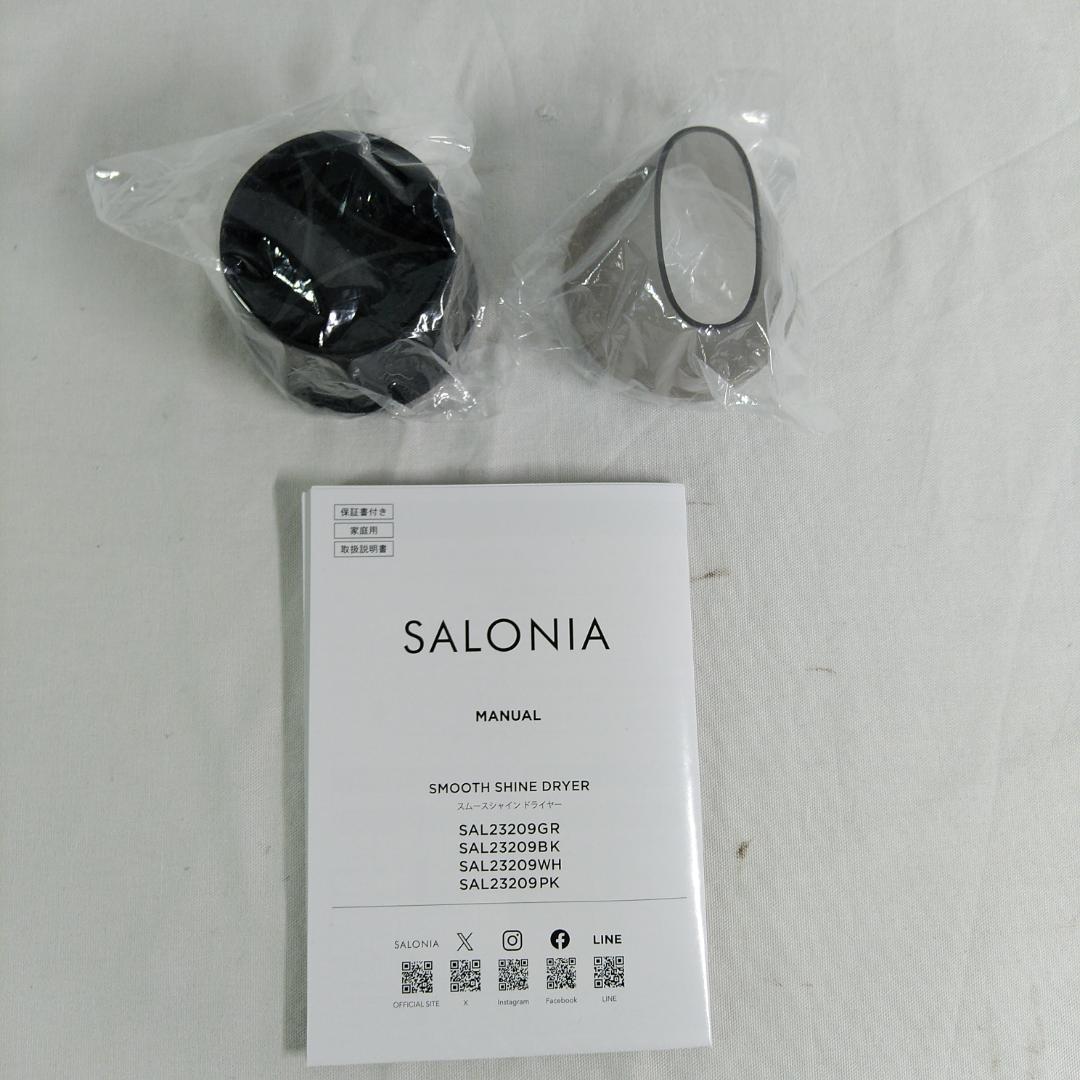 保証書付き
家庭用
取扱説明書
SALONIA
MANUAL
SMOOTH SHINE DRYER
スムースシャインドライヤー
SAL23209GR
SAL23209BK
SAL23209WH
SAL23209PK
SALONIA LINE
OFFICIAL SITE X Instagram Facebook LINE